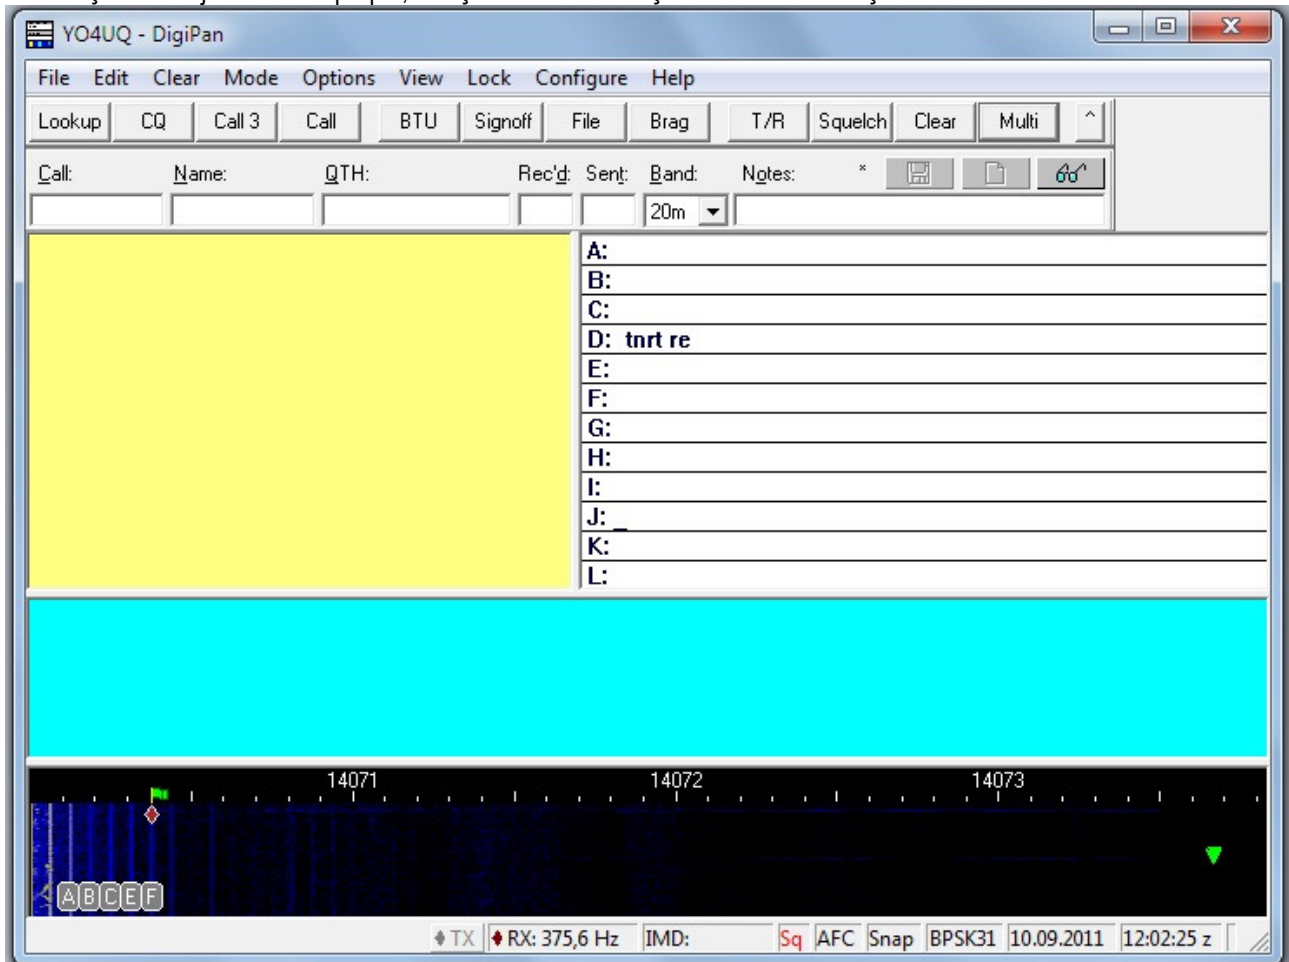 YO4UQ - DigiPan
File Edit Clear Mode Options View Lock Configure Help
Lookup CQ Call 3 Call BTU Signoff File Brag T/R Squelch Clear Multi ^
Call: Name: QTH: Rec'd: Sent: Band: Notes: *
20m
A:
B:
C:
D: tnrt re
E:
F:
G:
H:
I:
J: _
K:
L:
14071 14072 14073
A B C E F
TX RX: 375,6 Hz IMD: Sq AFC Snap BPSK31 10.09.2011 12:02:25 z